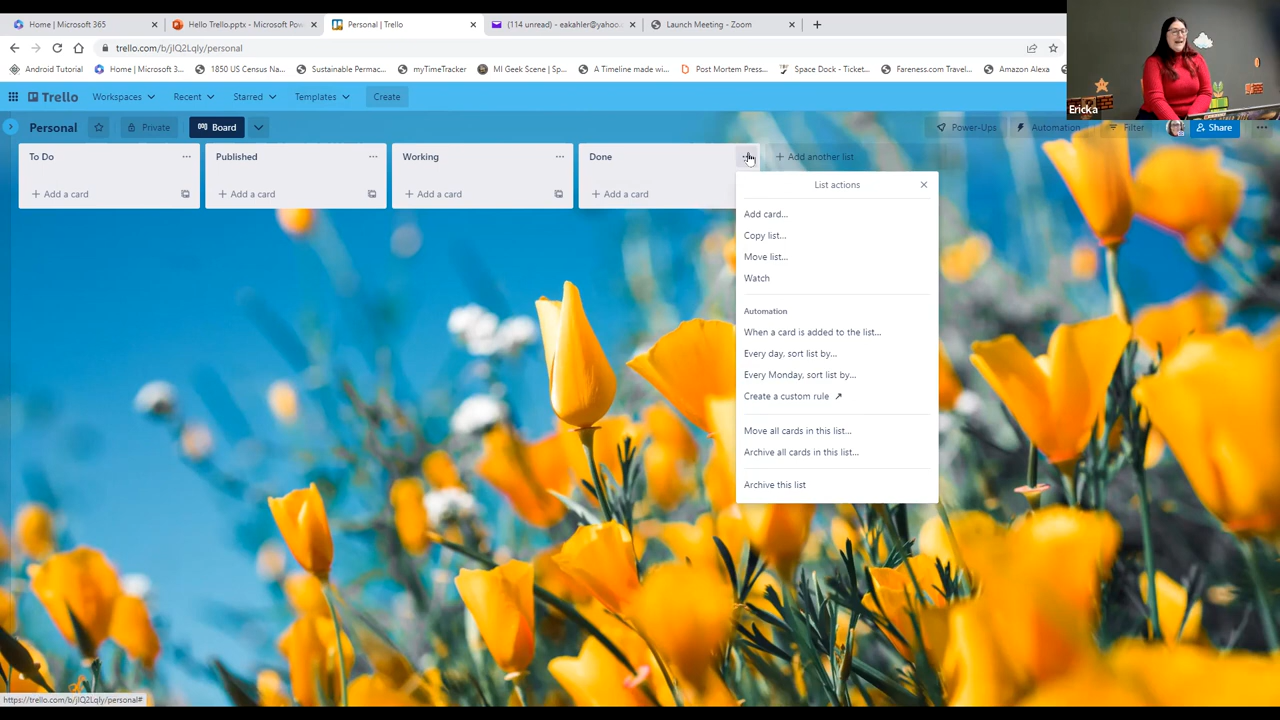 Home | Microsoft 365
Hello Trello.pptx - Microsoft Pow
Personal | Trello
(114 unread) - eakahler@yahoo.c
Launch Meeting - Zoom
trello.com/b/jIQ2Lqly/personal
Android Tutorial
Home | Microsoft 3...
1850 US Census Na...
Sustainable Permac...
myTimeTracker
MI Geek Scene | Sp...
A Timeline made wi...
Post Mortem Press...
Space Dock - Ticket...
Fareness.com Travel...
Amazon Alexa
Ericka
Trello
Workspaces
Recent
Starred
Templates
Create
Personal
Private
Board
Power-Ups
Automation
Filter
Share
To Do
Published
Working
Done
Add another list
Add a card
Add a card
Add a card
Add a card
List actions
Add card...
Copy list...
Move list...
Watch
Automation
When a card is added to the list...
Every day, sort list by...
Every Monday, sort list by...
Create a custom rule
Move all cards in this list...
Archive all cards in this list...
Archive this list
https://trello.com/b/jIQ2Lqly/personal#